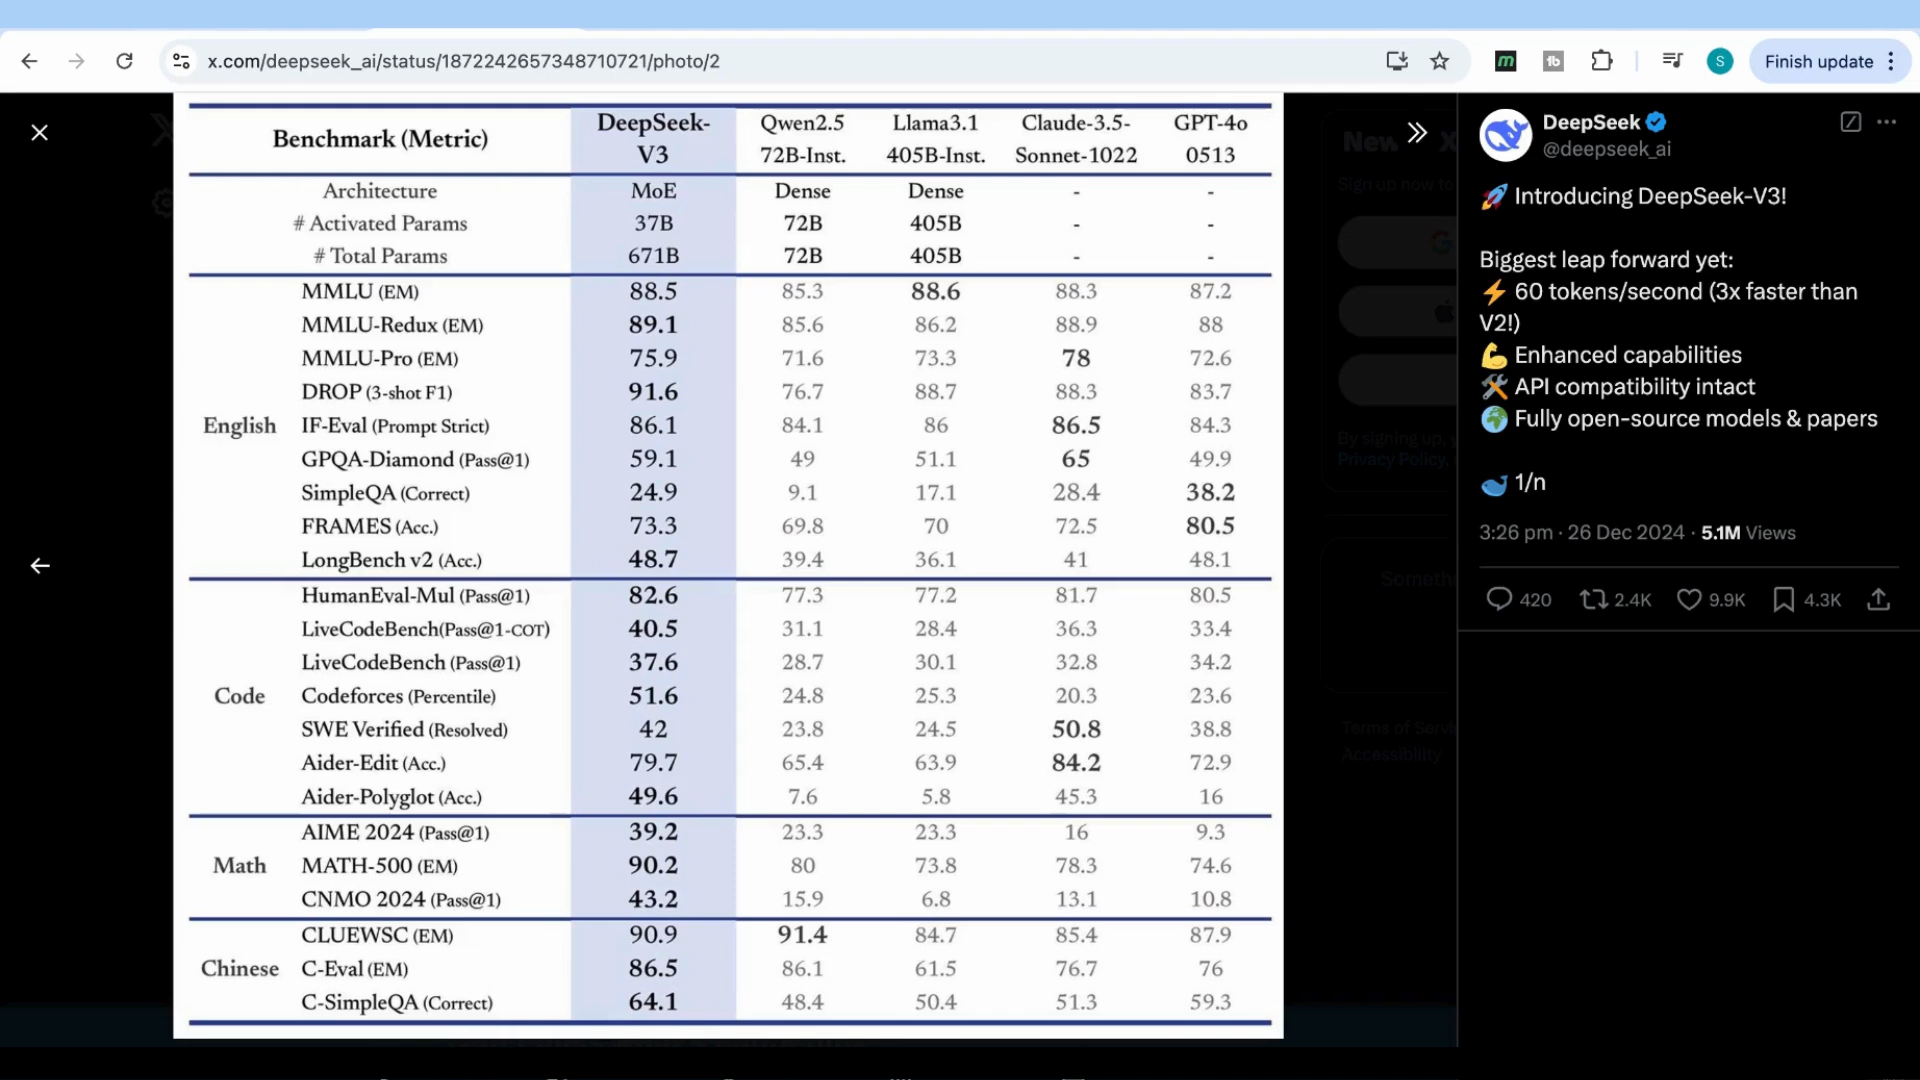 x.com/deepseek_ai/status/1872242657348710721/photo/2
S
Finish update
Benchmark (Metric) DeepSeek-V3 Qwen2.5 72B-Inst. Llama3.1 405B-Inst. Claude-3.5-Sonnet-1022 GPT-4o 0513
Architecture MoE Dense Dense - -
# Activated Params 37B 72B 405B - -
# Total Params 671B 72B 405B - -
English
MMLU (EM) 88.5 85.3 88.6 88.3 87.2
MMLU-Redux (EM) 89.1 85.6 86.2 88.9 88
MMLU-Pro (EM) 75.9 71.6 73.3 78 72.6
DROP (3-shot F1) 91.6 76.7 88.7 88.3 83.7
IF-Eval (Prompt Strict) 86.1 84.1 86 86.5 84.3
GPQA-Diamond (Pass@1) 59.1 49 51.1 65 49.9
SimpleQA (Correct) 24.9 9.1 17.1 28.4 38.2
FRAMES (Acc.) 73.3 69.8 70 72.5 80.5
LongBench v2 (Acc.) 48.7 39.4 36.1 41 48.1
Code
HumanEval-Mul (Pass@1) 82.6 77.3 77.2 81.7 80.5
LiveCodeBench(Pass@1-COT) 40.5 31.1 28.4 36.3 33.4
LiveCodeBench (Pass@1) 37.6 28.7 30.1 32.8 34.2
Codeforces (Percentile) 51.6 24.8 25.3 20.3 23.6
SWE Verified (Resolved) 42 23.8 24.5 50.8 38.8
Aider-Edit (Acc.) 79.7 65.4 63.9 84.2 72.9
Aider-Polyglot (Acc.) 49.6 7.6 5.8 45.3 16
Math
AIME 2024 (Pass@1) 39.2 23.3 23.3 16 9.3
MATH-500 (EM) 90.2 80 73.8 78.3 74.6
CNMO 2024 (Pass@1) 43.2 15.9 6.8 13.1 10.8
Chinese
CLUEWSC (EM) 90.9 91.4 84.7 85.4 87.9
C-Eval (EM) 86.5 86.1 61.5 76.7 76
C-SimpleQA (Correct) 64.1 48.4 50.4 51.3 59.3
DeepSeek
@deepseek_ai
🚀 Introducing DeepSeek-V3!
Biggest leap forward yet:
⚡ 60 tokens/second (3x faster than
V2!)
💪 Enhanced capabilities
🛠 API compatibility intact
🌍 Fully open-source models & papers
🐋 1/n
3:26 pm · 26 Dec 2024 · 5.1M Views
420 2.4K 9.9K 4.3K